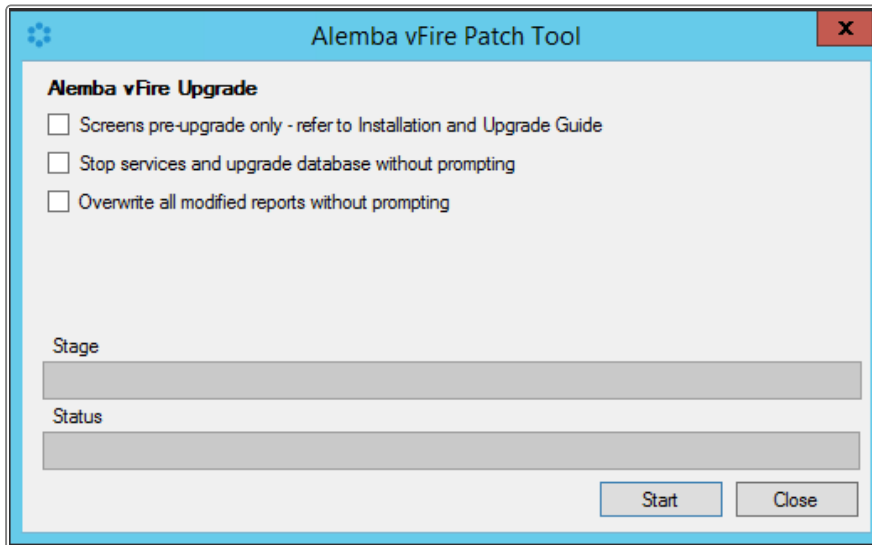 Alemba vFire Patch Tool
x
Alemba vFire Upgrade
Screens pre-upgrade only - refer to Installation and Upgrade Guide
Stop services and upgrade database without prompting
Overwrite all modified reports without prompting
Stage
Status
Start Close